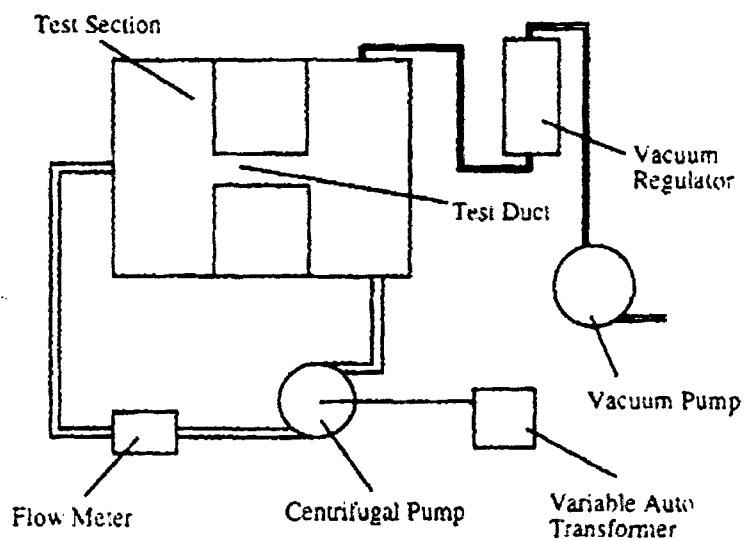 Test Section
Vacuum
Regulator
Test Duct
Vacuum Pump
Flow Meter
Centrifugal Pump
Variable Auto
Transformer